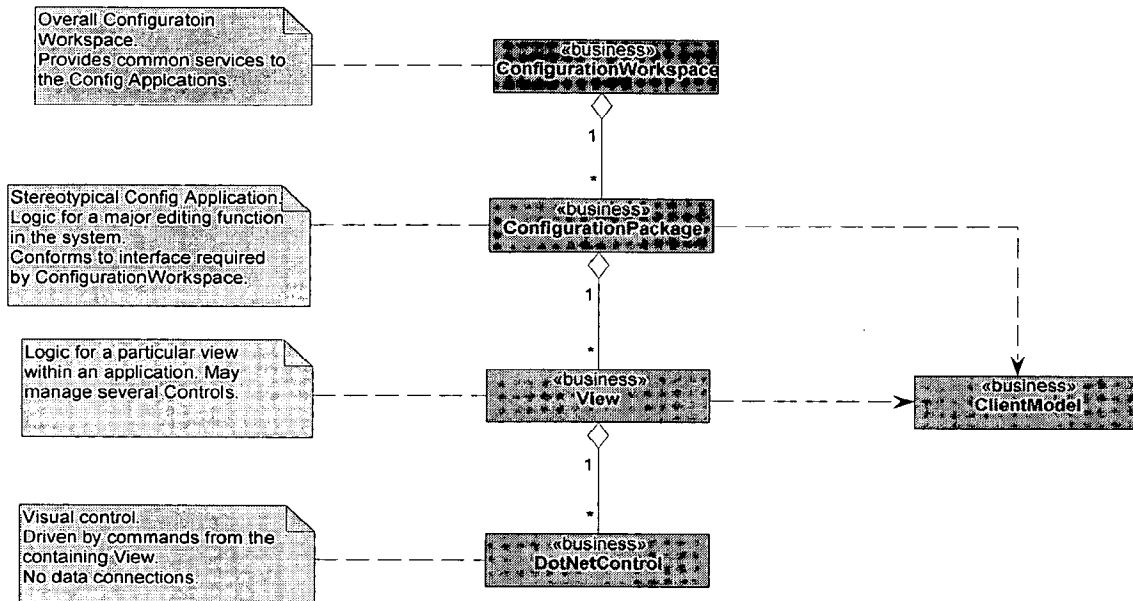 Overall Configuratoin
Workspace.
Provides common services to
the Config Applcations.
«business»
ConfigurationWorkspace
1
*
Stereotypical Config Application.
Logic for a major editing function
in the system.
Conforms to interface required
by ConfigurationWorkspace.
«business»
ConfigurationPackage
1
*
Logic for a particular view
within an application. May
manage several Controls.
«business»
View
«business»
ClientModel
1
*
Visual control.
Driven by commands from the
containing View.
No data connections.
«business»
DotNetControl